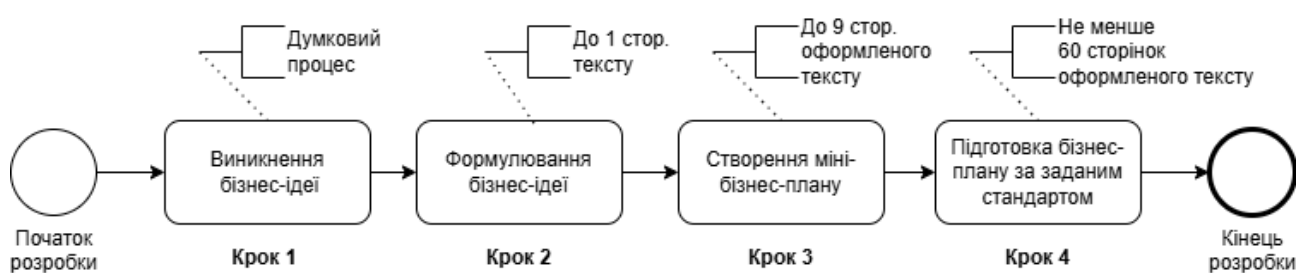 Думковий
процес
До 1 стор.
тексту
До 9 стор.
оформленого
тексту
Не менше
60 сторінок
оформленого тексту
Виникнення
бізнес-ідеї
Формулювання
бізнес-ідеї
Створення міні-
бізнес-плану
Підготовка бізнес-
плану за заданим
стандартом
Початок
розробки
Крок 1
Крок 2
Крок 3
Крок 4
Кінець
розробки